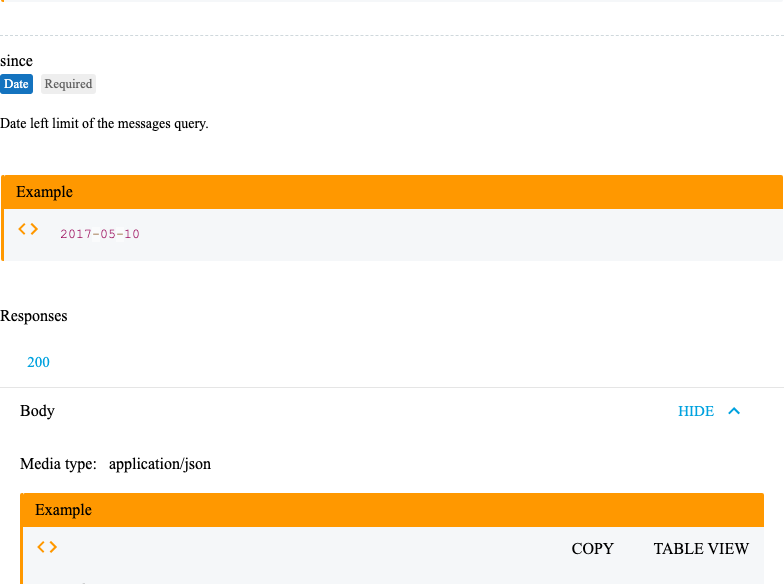 since
Date Required
Date left limit of the messages query.
Example
2017-05-10
Responses
200
Body HIDE
Media type: application/json
Example
COPY TABLE VIEW